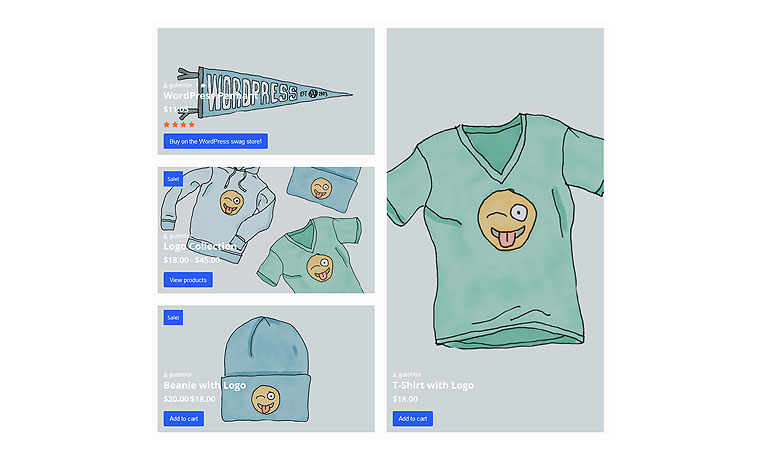 WORDPRESS
EST. 2003
gutentor
WordPress Pennant
$11.05
Buy on the WordPress swag store!
Sale!
gutentor
Logo Collection
$18.00 - $45.00
View products
Sale!
gutentor
Beanie with Logo
$20.00 $18.00
Add to cart
gutentor
T-Shirt with Logo
$18.00
Add to cart